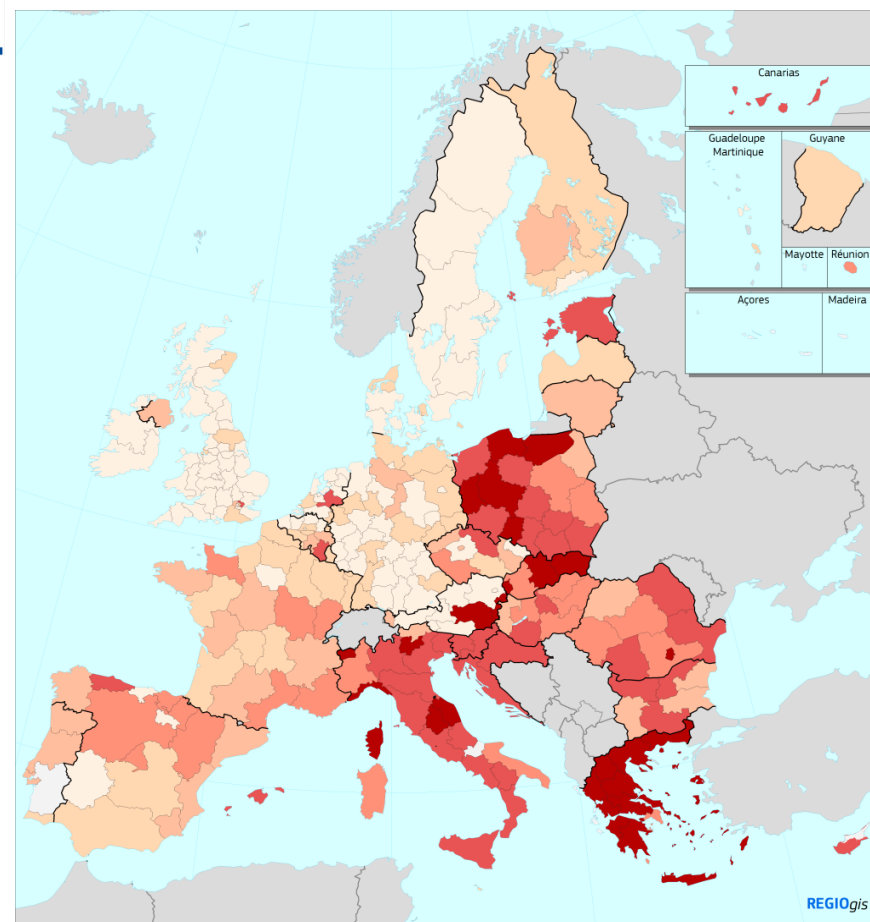 Canarias
Guadeloupe
Martinique
Guyane
Mayotte
Réunion
Açores
Madeira
REGIOgis